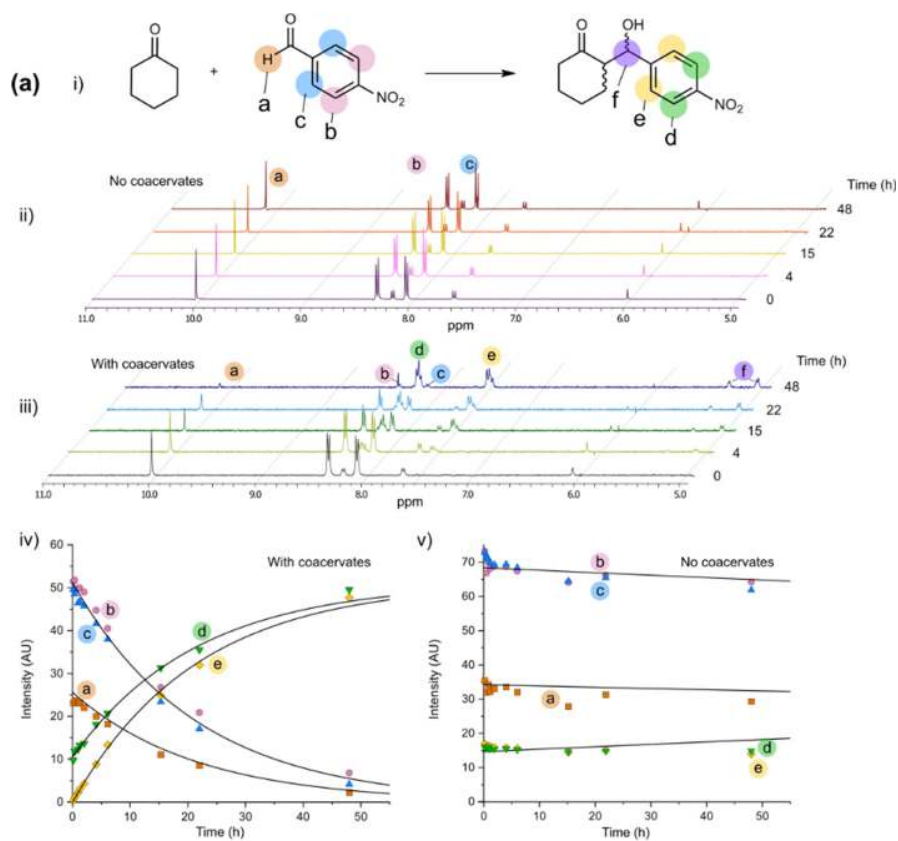 (a) i)
O
+
O
H
a
c
b
NO₂
O OH
f
e
d
NO₂
ii)
No coacervates
a b c
Time (h)
48
22
15
4
0
11.0 10.0 9.0 8.0 7.0 6.0 5.0
ppm
iii)
With coacervates
a b d c e f
Time (h)
48
22
15
4
0
11.0 10.0 9.0 8.0 7.0 6.0 5.0
ppm
iv)
With coacervates
Intensity (AU)
60
50
40
30
20
10
0
b
c
a
d
e
0 10 20 30 40 50
Time (h)
v)
No coacervates
Intensity (AU)
70
60
50
40
30
20
10
0
b
c
a
d
e
0 10 20 30 40 50
Time (h)